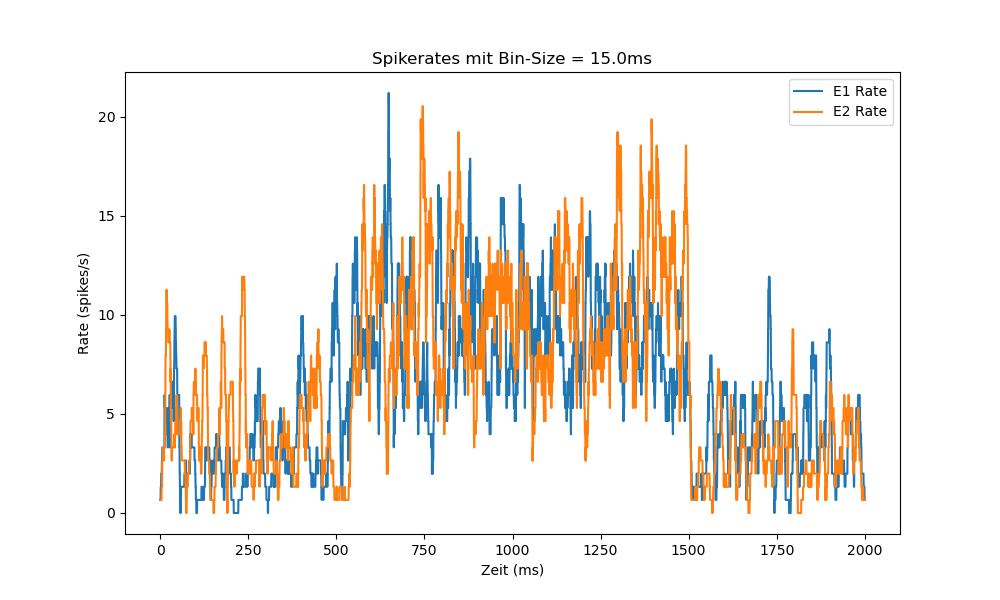 Spikerates mit Bin-Size = 15.0ms
E1 Rate
E2 Rate
Rate (spikes/s)
20
15
10
5
0
0 250 500 750 1000 1250 1500 1750 2000
Zeit (ms)